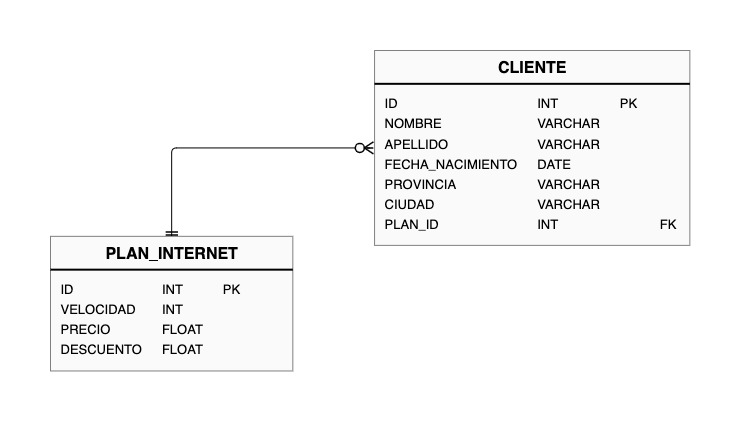 CLIENTE
ID INT PK
NOMBRE VARCHAR
APELLIDO VARCHAR
FECHA_NACIMIENTO DATE
PROVINCIA VARCHAR
CIUDAD VARCHAR
PLAN_ID INT FK
PLAN_INTERNET
ID INT PK
VELOCIDAD INT
PRECIO FLOAT
DESCUENTO FLOAT